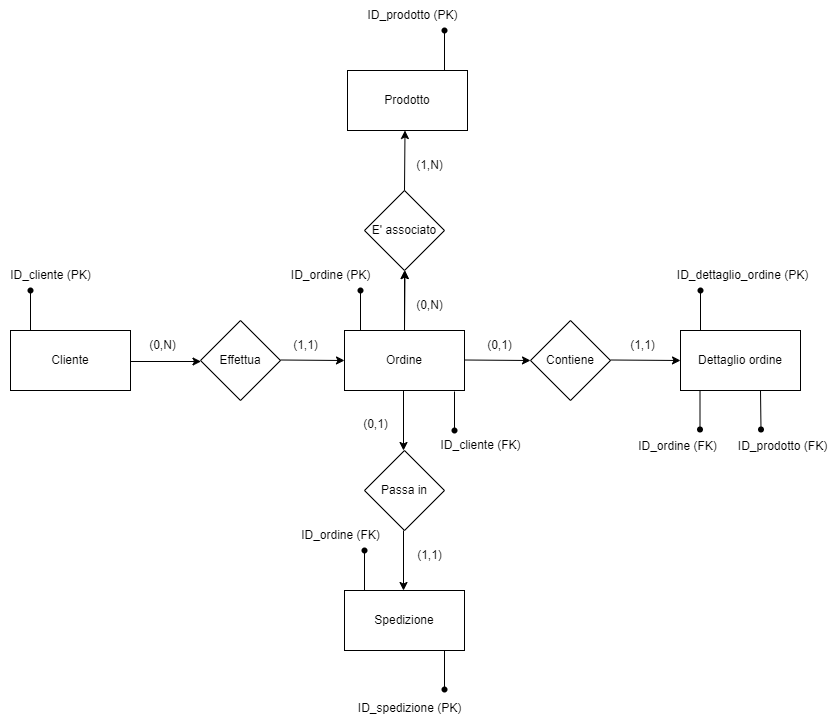 ID_prodotto (PK)
Prodotto
(1,N)
E' associato
ID_cliente (PK)
ID_ordine (PK)
ID_dettaglio_ordine (PK)
(0,N)
Cliente
(0,N)
Effettua
(1,1)
Ordine
(0,1)
Contiene
(1,1)
Dettaglio ordine
(0,1)
ID_cliente (FK)
ID_ordine (FK)
ID_prodotto (FK)
Passa in
ID_ordine (FK)
(1,1)
Spedizione
ID_spedizione (PK)